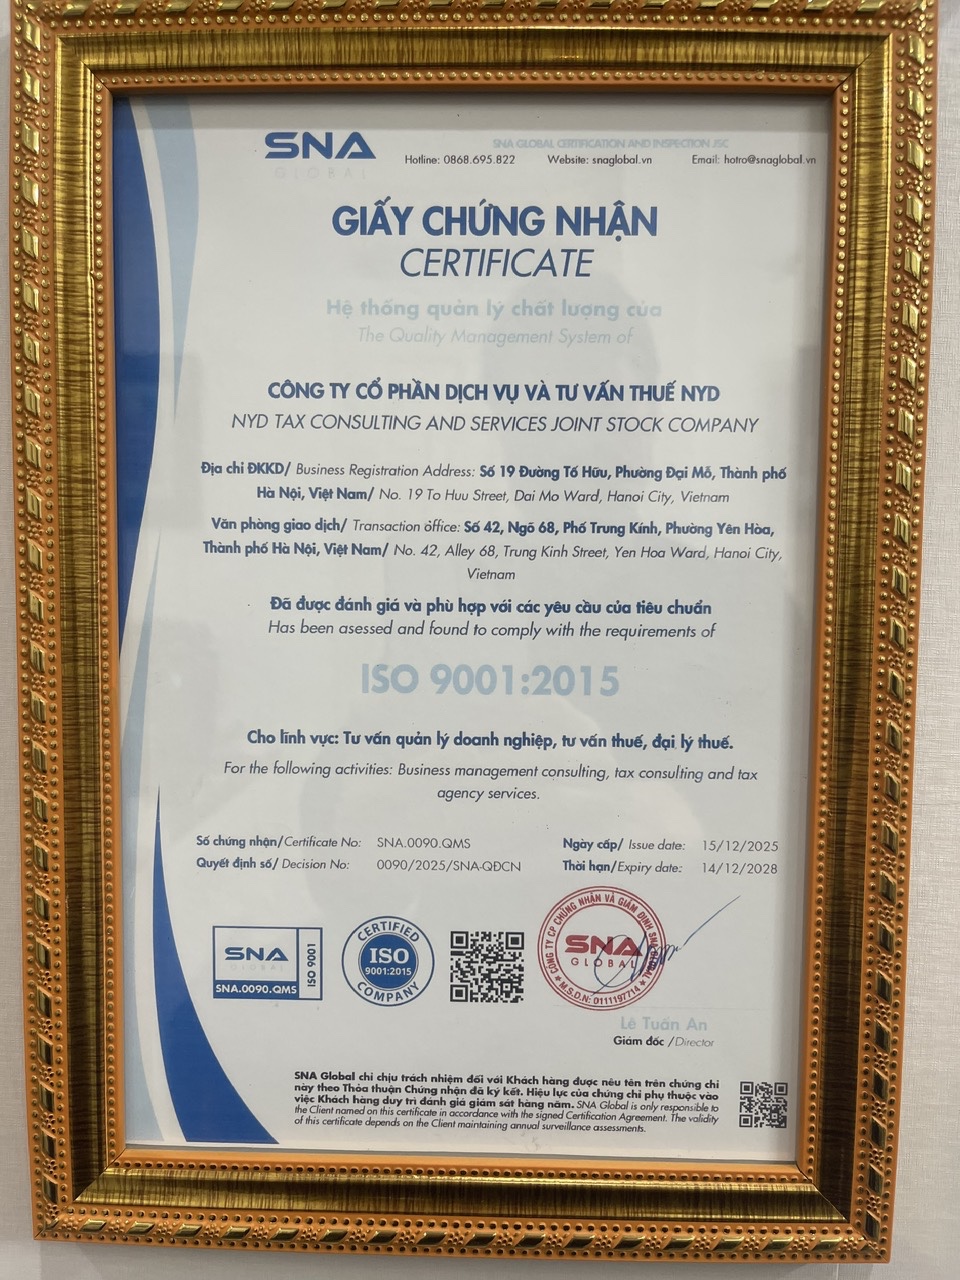 SNA
GLOBAL
SNA GLOBAL CERTIFICATION AND INSPECTION JSC
Hotline: 0868.695.822 Website: snaglobal.vn Email: hotro@snaglobal.vn
GIẤY CHỨNG NHẬN
CERTIFICATE
Hệ thống quản lý chất lượng của
The Quality Management System of
CÔNG TY CỔ PHẦN DỊCH VỤ VÀ TƯ VẤN THUẾ NYD
NYD TAX CONSULTING AND SERVICES JOINT STOCK COMPANY
Địa chỉ ĐKKD/ Business Registration Address: Số 19 Đường Tố Hữu, Phường Đại Mỗ, Thành phố
Hà Nội, Việt Nam/ No. 19 To Huu Street, Dai Mo Ward, Hanoi City, Vietnam
Văn phòng giao dịch/ Transaction office: Số 42, Ngõ 68, Phố Trung Kính, Phường Yên Hòa,
Thành phố Hà Nội, Việt Nam/ No. 42, Alley 68, Trung Kinh Street, Yen Hoa Ward, Hanoi City,
Vietnam
Đã được đánh giá và phù hợp với các yêu cầu của tiêu chuẩn
Has been asessed and found to comply with the requirements of
ISO 9001:2015
Cho lĩnh vực: Tư vấn quản lý doanh nghiệp, tư vấn thuế, đại lý thuế.
For the following activities: Business management consulting, tax consulting and tax
agency services.
Số chứng nhận/Certificate No: SNA.0090.QMS
Ngày cấp/ Issue date: 15/12/2025
Quyết định số/ Decision No: 0090/2025/SNA-QĐCN
Thời hạn/Expiry date: 14/12/2028
SNA
GLOBAL
ISO 9001
SNA.0090.QMS
CERTIFIED
ISO
9001:2015
COMPANY
CÔNG TY CP CHỨNG NHẬN VÀ GIÁM ĐỊNH SNA GLOBAL
SNA
GLOBAL
M.S.D.N: 0111197714
Lê Tuấn An
Giám đốc /Director
SNA Global chỉ chịu trách nhiệm đối với Khách hàng được nêu tên trên chứng chỉ
này theo Thỏa thuận Chứng nhận đã ký kết. Hiệu lực của chứng chỉ phụ thuộc vào
việc Khách hàng duy trì đánh giá giám sát hàng năm. SNA Global is only responsible to
the Client named on this certificate in accordance with the signed Certification Agreement. The validity
of this certificate depends on the Client maintaining annual surveillance assessments.